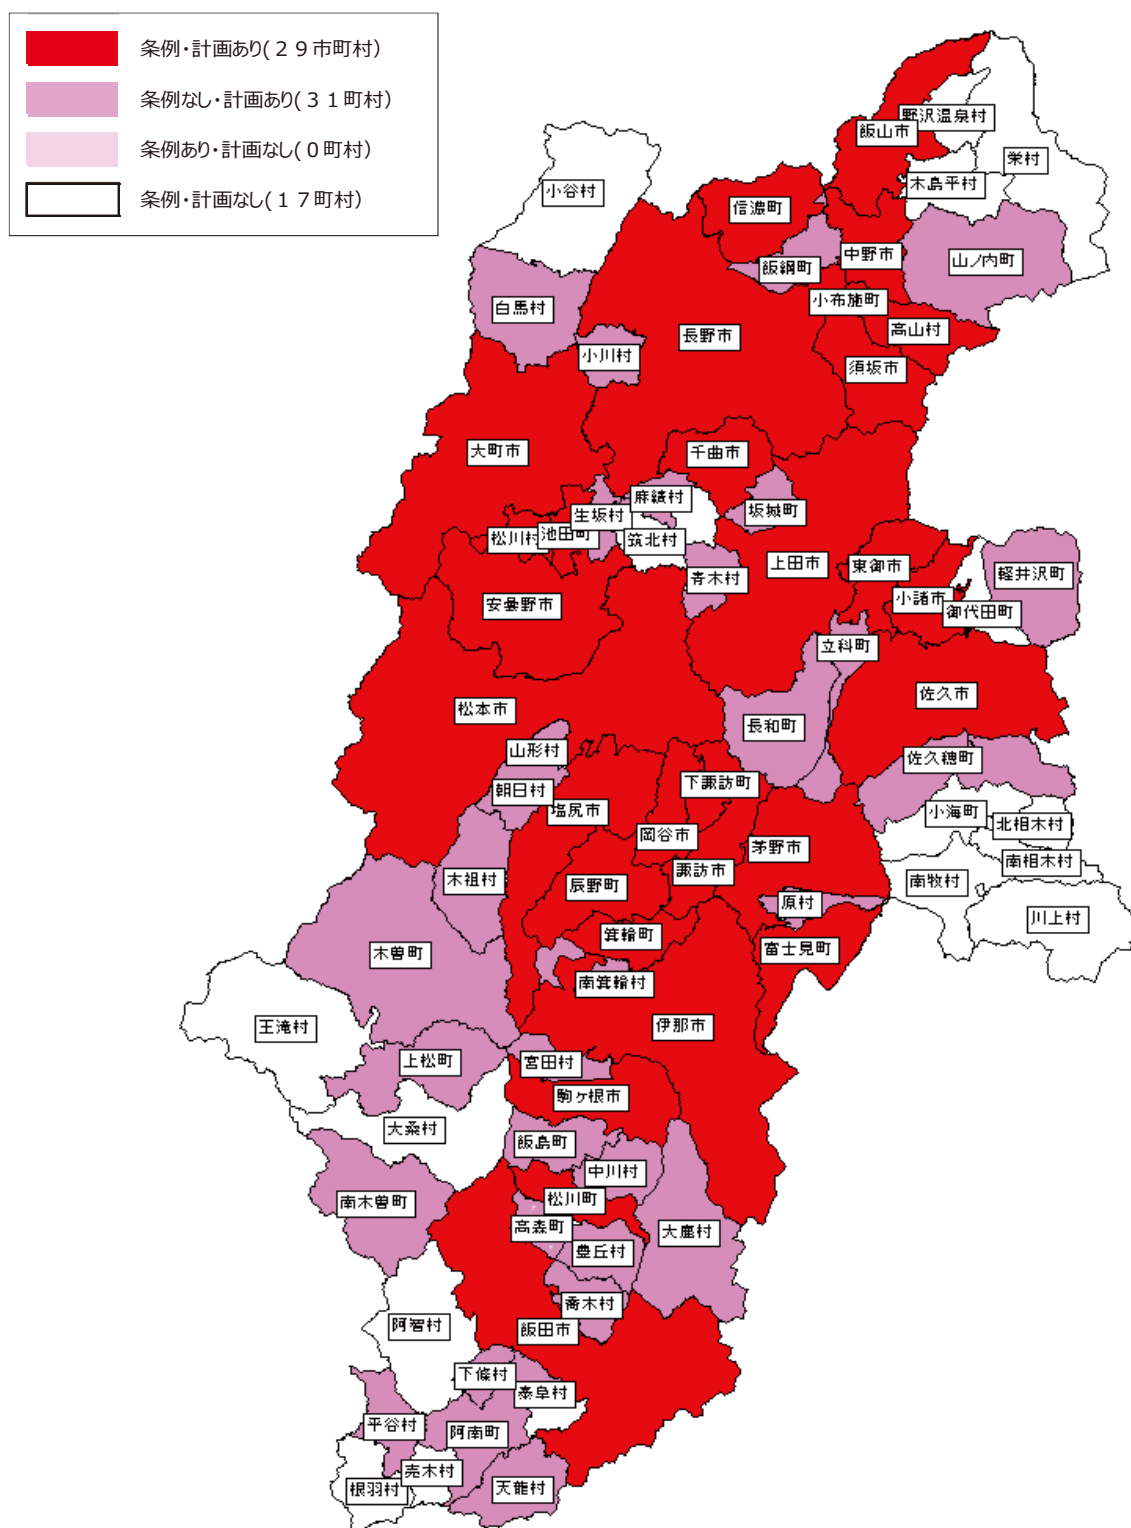 条例・計画あり(２９市町村）
条例なし・計画あり(３１町村）
条例あり・計画なし(０町村）
条例・計画なし(１７町村）
野沢温泉村
飯山市
栄村
木島平村
小谷村
信濃町
中野市
山ノ内町
飯綱町
小布施町
白馬村
高山村
長野市
小川村
須坂市
大町市
千曲市
麻績村
坂城町
生坂村
池田町
松川村
筑北村
上田市
東御市
軽井沢町
青木村
安曇野市
小諸市
御代田町
立科町
佐久市
松本市
長和町
山形村
佐久穂町
朝日村
下諏訪町
塩尻市
小海町
北相木村
岡谷市
茅野市
南相木村
諏訪市
木祖村
辰野町
南牧村
原村
川上村
箕輪町
木曽町
富士見町
南箕輪村
王滝村
伊那市
上松町
宮田村
駒ヶ根市
大桑村
飯島町
中川村
南木曽町
松川町
高森町
大鹿村
豊丘村
喬木村
阿智村
飯田市
下條村
泰阜村
平谷村
阿南町
売木村
根羽村
天龍村